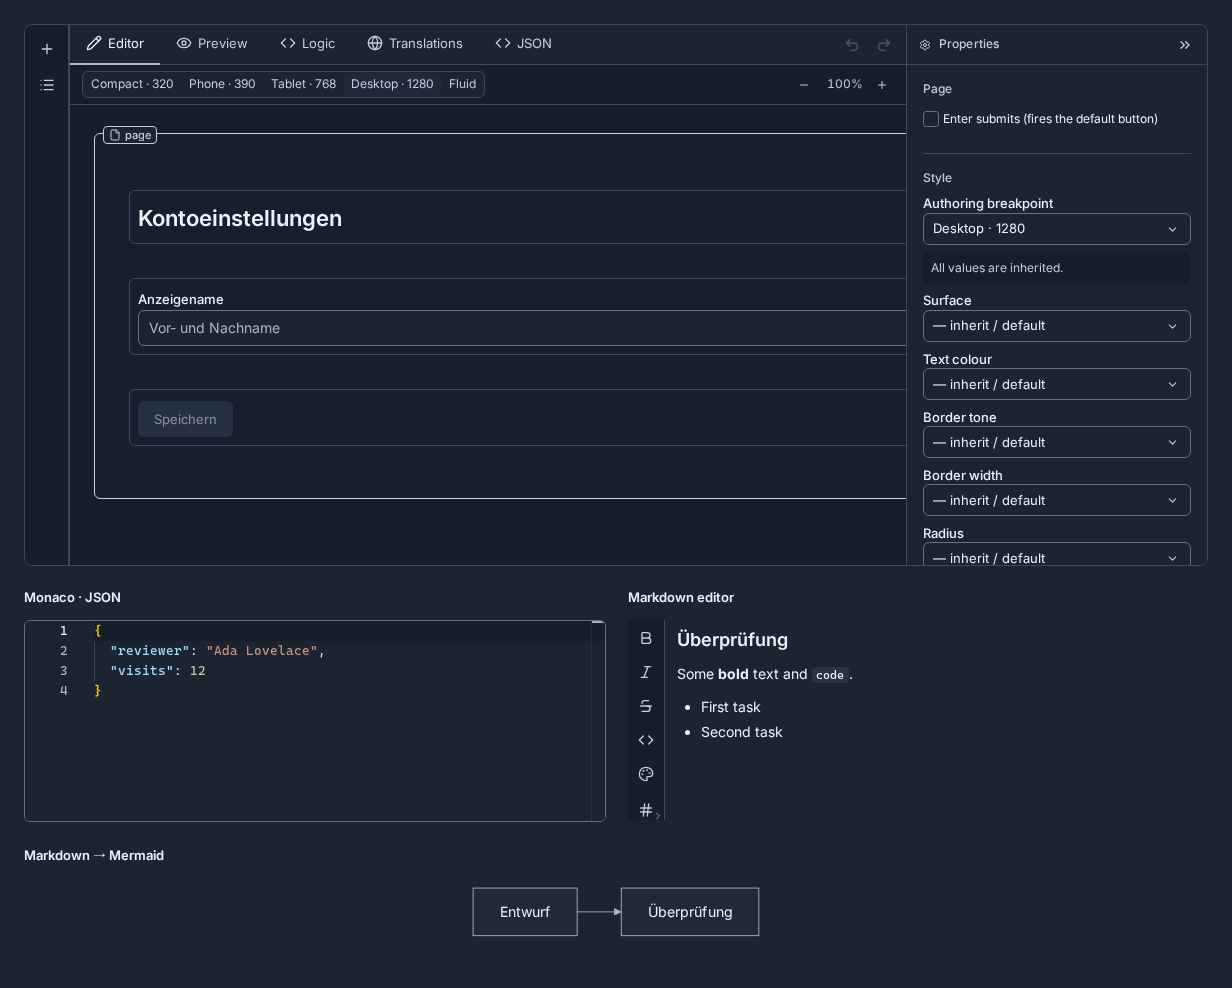 Editor Preview Logic Translations JSON
Properties
Compact · 320 Phone · 390 Tablet · 768 Desktop · 1280 Fluid
100%
page
Kontoeinstellungen
Anzeigename
Vor- und Nachname
Speichern
Page
Enter submits (fires the default button)
Style
Authoring breakpoint
Desktop · 1280
All values are inherited.
Surface
— inherit / default
Text colour
— inherit / default
Border tone
— inherit / default
Border width
— inherit / default
Radius
— inherit / default
Monaco · JSON
1 {
2 "reviewer": "Ada Lovelace",
3 "visits": 12
4 }
Markdown editor
Überprüfung
Some bold text and code.
• First task
• Second task
Markdown → Mermaid
Entwurf
Überprüfung